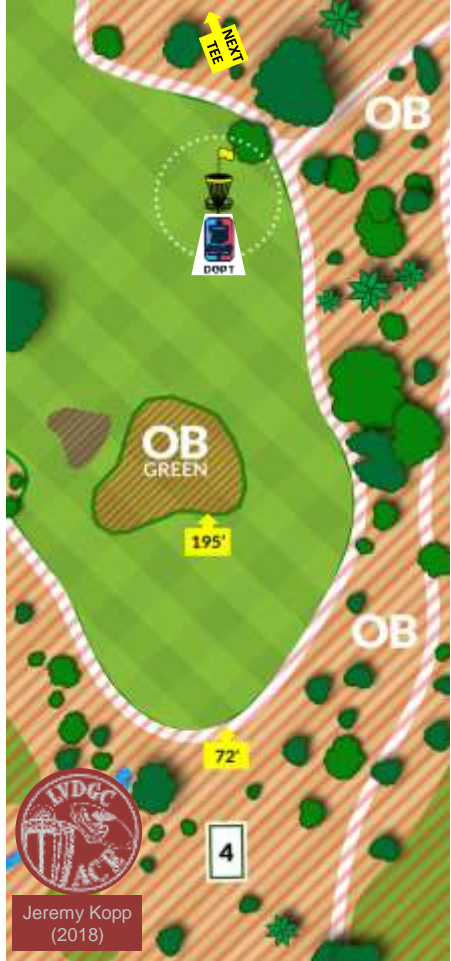 NEXT
TEE
OB
DGPT
OB
GREEN
195'
OB
72'
4
LVDGC
ACE
Jeremy Kopp
(2018)